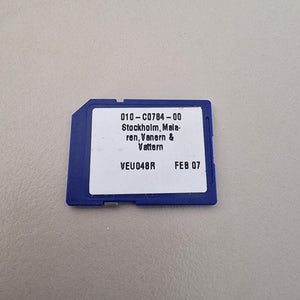 010-C0784-00
Stockholm, Mala-
ren, Vanern &
Vattern
VEU048R FEB 07